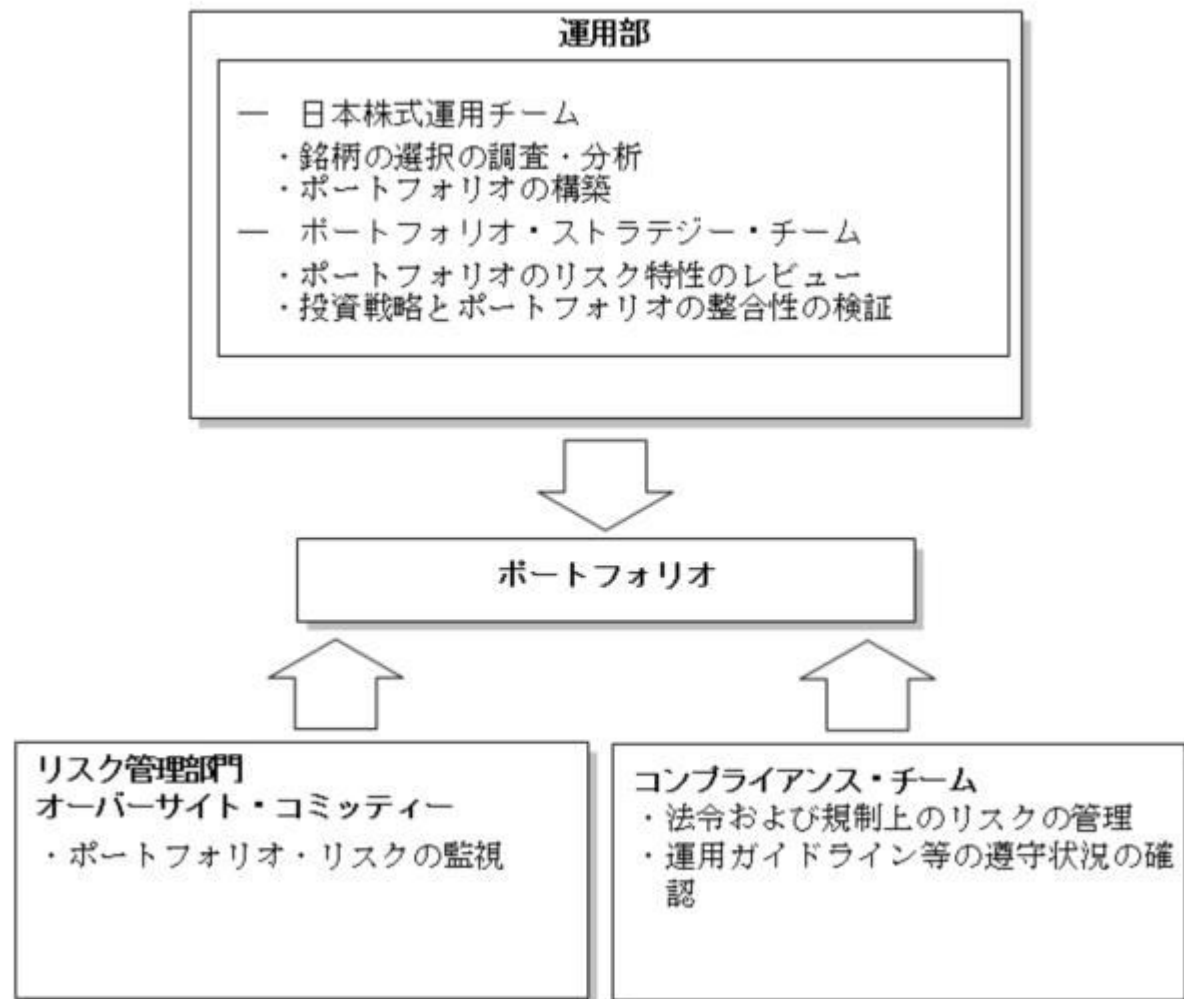 運用部
― 日本株式運用チーム
・銘柄の選択の調査・分析
・ポートフォリオの構築
― ポートフォリオ・ストラテジー・チーム
・ポートフォリオのリスク特性のレビュー
・投資戦略とポートフォリオの整合性の検証
ポートフォリオ
リスク管理部門
オーバーサイト・コミッティー
・ポートフォリオ・リスクの監視
コンプライアンス・チーム
・法令および規制上のリスクの管理
・運用ガイドライン等の遵守状況の確
認